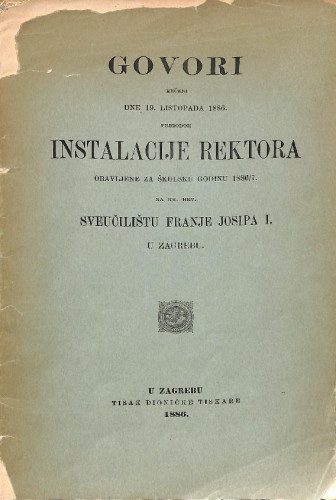 GOVORI
REČENI
DNE 19. LISTOPADA 1886.
PRIGODOM
INSTALACIJE REKTORA
OBAVLJENE ZA ŠKOLSKU GODINU 1886/7.
NA KR. HRV.
SVEUČILIŠTU FRANJE JOSIPA I.
U ZAGREBU.
U ZAGREBU
TISAK DIONIČKE TISKARE
1886.